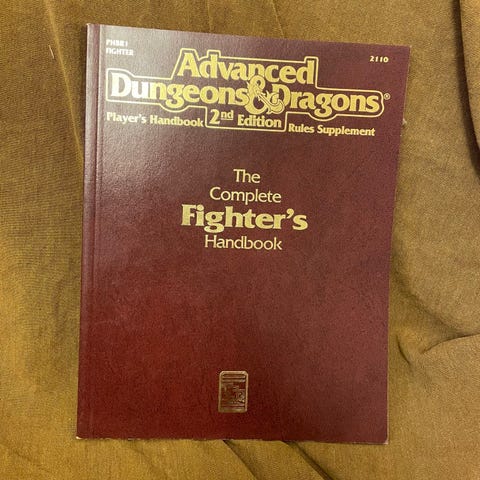 PHBR1
FIGHTER
2110
Advanced
Dungeons & Dragons®
Player's Handbook 2nd Edition Rules Supplement
The
Complete
Fighter's
Handbook